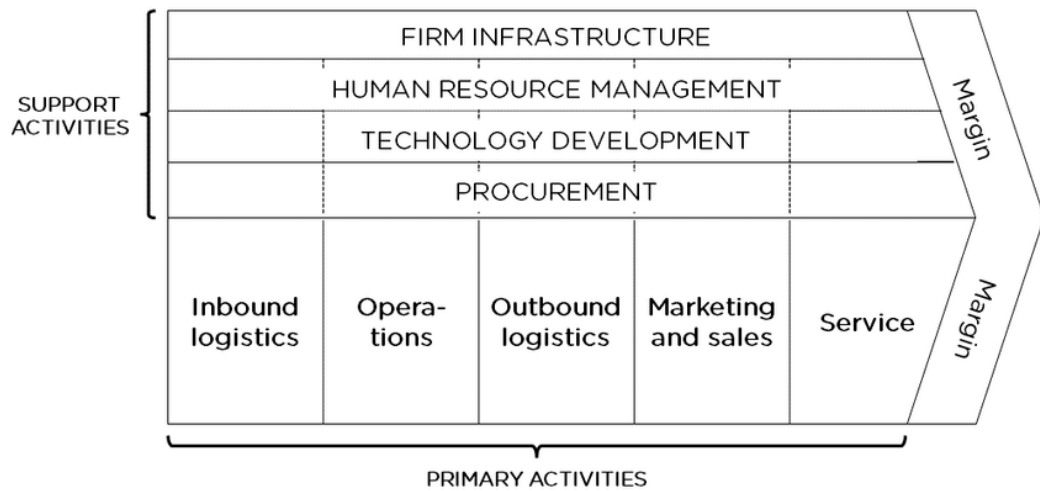 FIRM INFRASTRUCTURE
HUMAN RESOURCE MANAGEMENT
TECHNOLOGY DEVELOPMENT
PROCUREMENT
SUPPORT
ACTIVITIES
Margin
Inbound
logistics
Opera-
tions
Outbound
logistics
Marketing
and sales
Service
Margin
PRIMARY ACTIVITIES